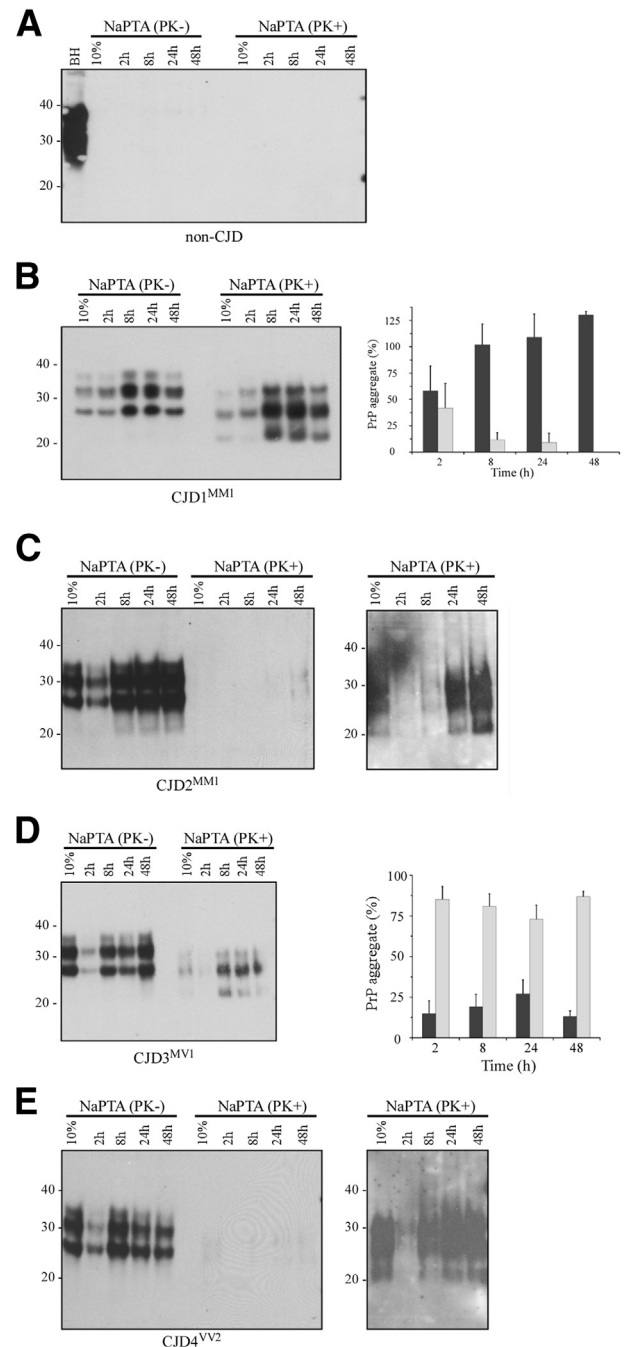 A
NaPTA (PK-) NaPTA (PK+)
BH 10% 2h 8h 24h 48h 10% 2h 8h 24h 48h
40 -
30 -
20 -
non-CJD
B
NaPTA (PK-) NaPTA (PK+)
10% 2h 8h 24h 48h 10% 2h 8h 24h 48h
40 -
30 -
20 -
CJD1MM1
PrP aggregate (%)
125
100
75
50
25
0
2 8 24 48
Time (h)
C
NaPTA (PK-) NaPTA (PK+) NaPTA (PK+)
10% 2h 8h 24h 48h 10% 2h 8h 24h 48h 10% 2h 8h 24h 48h
40 - 40 -
30 - 30 -
20 - 20 -
CJD2MM1
D
NaPTA (PK-) NaPTA (PK+)
10% 2h 8h 24h 48h 10% 2h 8h 24h 48h
40 -
30 -
20 -
CJD3MV1
PrP aggregate (%)
100
75
50
25
0
2 8 24 48
Time (h)
E
NaPTA (PK-) NaPTA (PK+) NaPTA (PK+)
10% 2h 8h 24h 48h 10% 2h 8h 24h 48h 10% 2h 8h 24h 48h
40 - 40 -
30 - 30 -
20 - 20 -
CJD4VV2